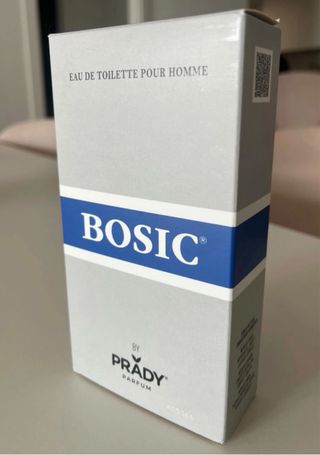 EAU DE TOILETTE POUR HOMME
BOSIC®
BY
PRADY®
PARFUM